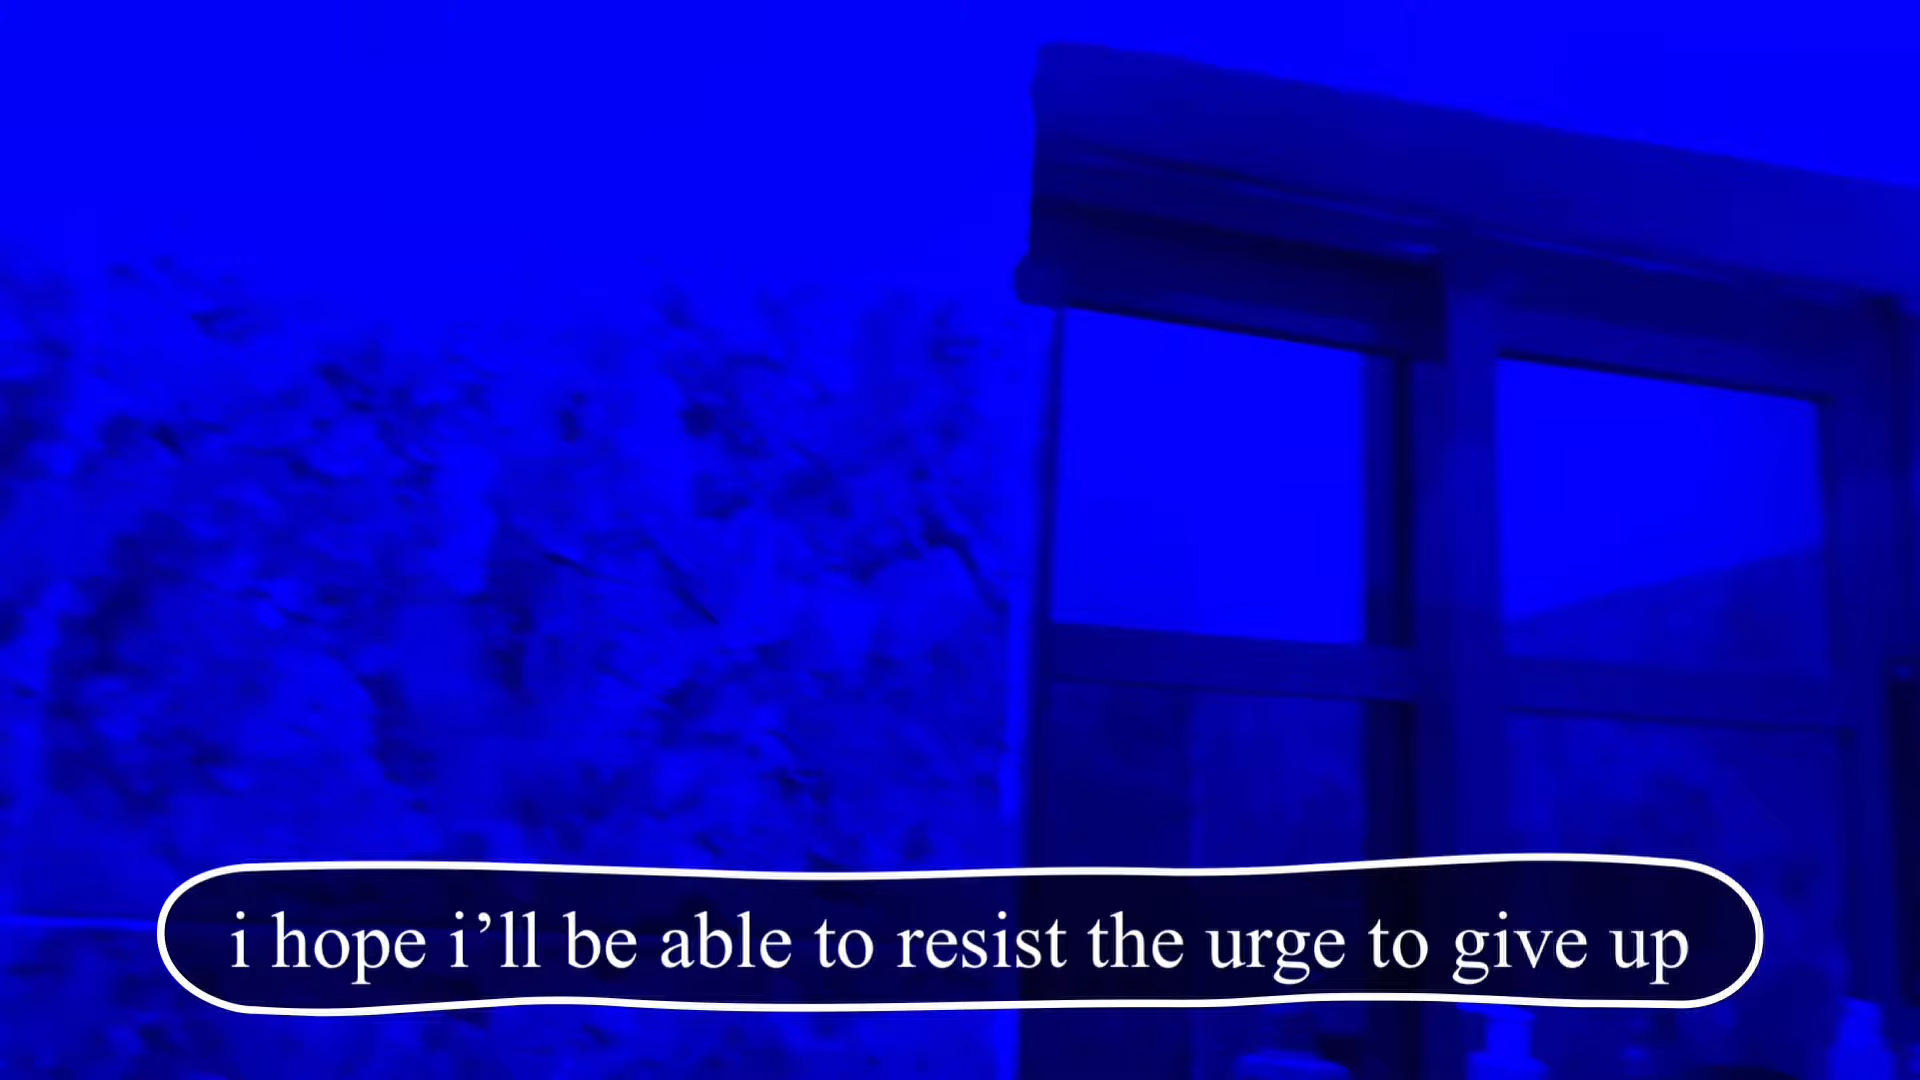 i hope i’ll be able to resist the urge to give up